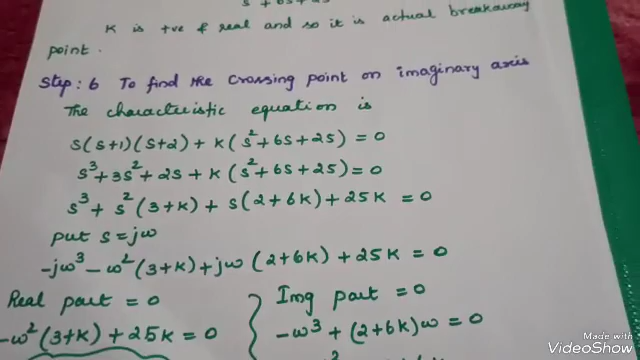 K is +ve & real and so it is actual breakaway
point.
Step: 6 To find the crossing point on imaginary axis
The characteristic equation is
s(s+1)(s+2) + K(s²+6s+25) = 0
s³+3s²+2s+K(s²+6s+25)=0
s³ + s²(3+K) + s(2+6K) + 25K = 0
put s=jω
-jω³ - ω²(3+K) + jω (2+6K) + 25K = 0
Real part = 0
Img part = 0
-ω²(3+K) + 25K = 0
-ω³ + (2+6K)ω = 0
Made with
VideoShow